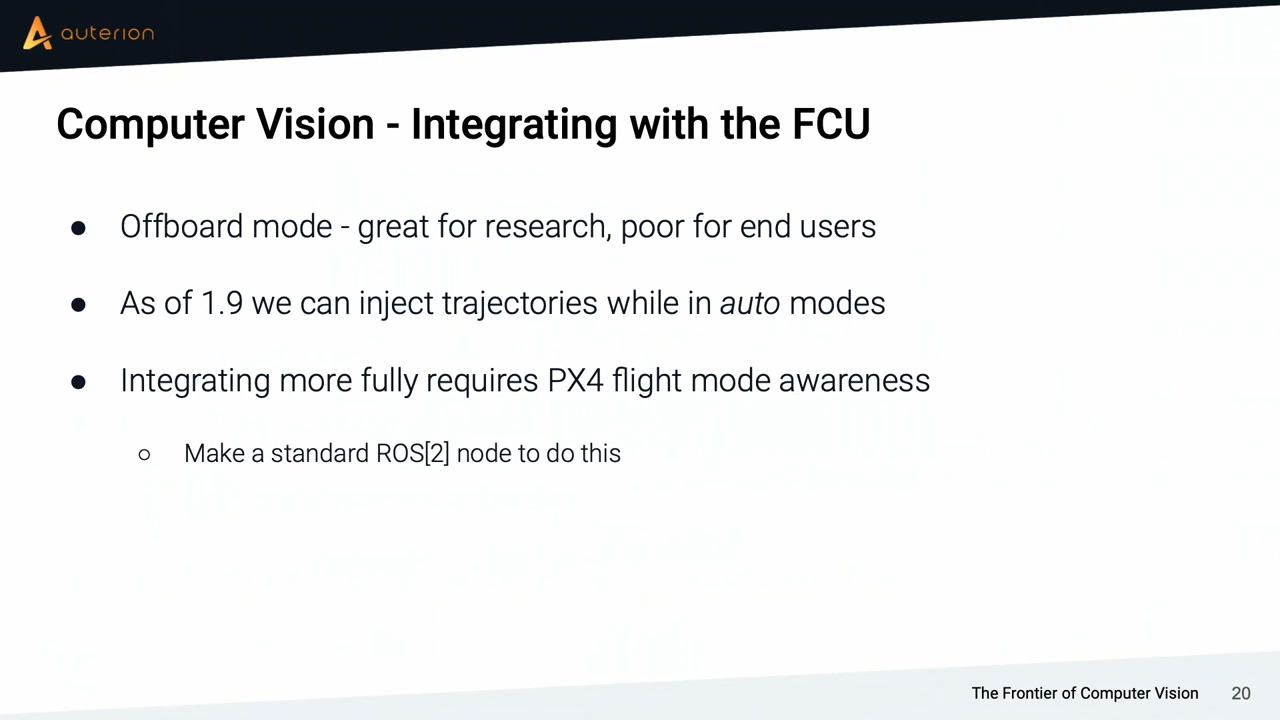 auterion
Computer Vision - Integrating with the FCU
● Offboard mode - great for research, poor for end users
● As of 1.9 we can inject trajectories while in auto modes
● Integrating more fully requires PX4 flight mode awareness
○ Make a standard ROS[2] node to do this
The Frontier of Computer Vision 20